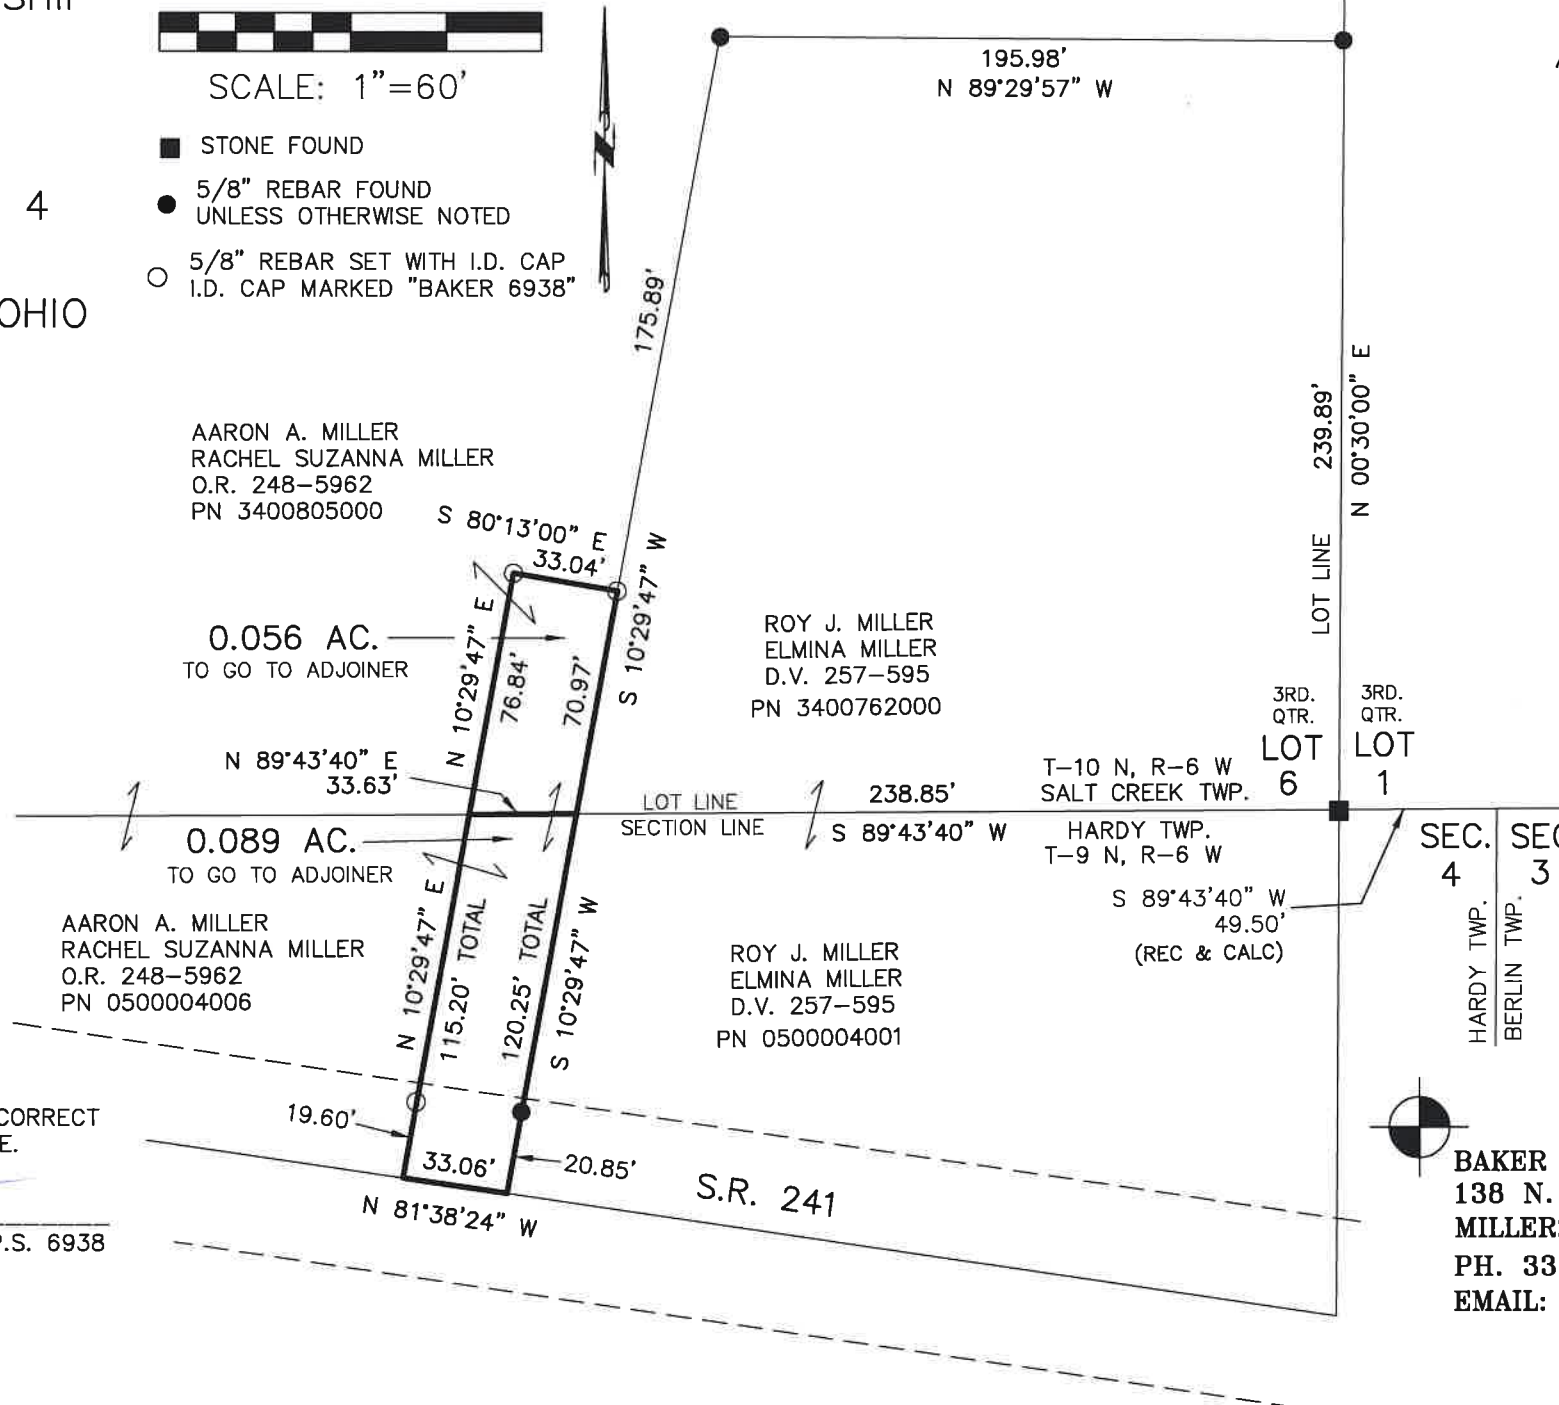 SCALE: 1"=60'
STONE FOUND
5/8" REBAR FOUND
UNLESS OTHERWISE NOTED
4
5/8" REBAR SET WITH I.D. CAP
I.D. CAP MARKED "BAKER 6938"
OHIO
N
195.98'
N 89°29'57" W
175.89'
239.89'
N 00°30'00" E
LOT LINE
AARON A. MILLER
RACHEL SUZANNA MILLER
O.R. 248-5962
PN 3400805000
S 80°13'00" E
33.04'
N 10°29'47" E
76.84'
70.97'
S 10°29'47" W
0.056 AC.
TO GO TO ADJOINER
ROY J. MILLER
ELMINA MILLER
D.V. 257-595
PN 3400762000
3RD.
QTR.
LOT
6
3RD.
QTR.
LOT
1
N 89°43'40" E
33.63'
LOT LINE
SECTION LINE
238.85'
S 89°43'40" W
T-10 N, R-6 W
SALT CREEK TWP.
HARDY TWP.
T-9 N, R-6 W
0.089 AC.
TO GO TO ADJOINER
SEC.
4
SEC
3
HARDY TWP.
BERLIN TWP.
S 89°43'40" W
49.50'
(REC & CALC)
AARON A. MILLER
RACHEL SUZANNA MILLER
O.R. 248-5962
PN 0500004006
N 10°29'47" E
115.20' TOTAL
120.25' TOTAL
S 10°29'47" W
ROY J. MILLER
ELMINA MILLER
D.V. 257-595
PN 0500004001
CORRECT
E.
19.60'
33.06'
20.85'
N 81°38'24" W
S.R. 241
P.S. 6938
BAKER
138 N.
MILLER
PH. 33
EMAIL: